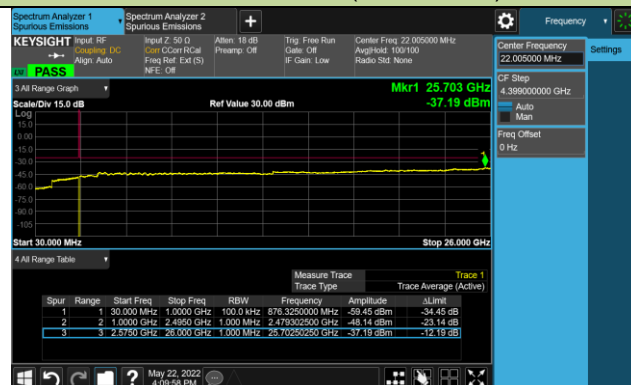 Spectrum Analyzer 1
Spurious Emissions
Spectrum Analyzer 2
Spurious Emissions
Frequency
KEYSIGHT
Input: RF
Coupling: DC
Align: Auto
Input Z: 50 Ω
Corr CCorr RCal
Freq Ref: Ext (S)
NFE: Off
Atten: 18 dB
Preamp: Off
Trig: Free Run
Gate: Off
IF Gain: Low
Center Freq: 22.005000 MHz
Avg|Hold: 100/100
Radio Std: None
PASS
Center Frequency
22.005000 MHz
Settings
CF Step
4.399000000 GHz
Auto
Man
Freq Offset
0 Hz
3 All Range Graph
Mkr1 25.703 GHz
Scale/Div 15.0 dB
Ref Value 30.00 dBm
-37.19 dBm
Log
15.0
0.00
-15.0
-30.0
-45.0
-60.0
-75.0
-90.0
-105
Start 30.000 MHz
Stop 26.000 GHz
4 All Range Table
Measure Trace Trace 1
Trace Type Trace Average (Active)
Spur Range Start Freq Stop Freq RBW Frequency Amplitude ΔLimit
1 1 30.000 MHz 1.0000 GHz 100.0 kHz 876.3250000 MHz -59.45 dBm -34.45 dB
2 2 1.0000 GHz 2.4950 GHz 1.000 MHz 2.479302500 GHz -48.14 dBm -23.14 dB
3 3 2.5750 GHz 26.000 GHz 1.000 MHz 25.70250250 GHz -37.19 dBm -12.19 dB
May 22, 2022
4:09:58 PM